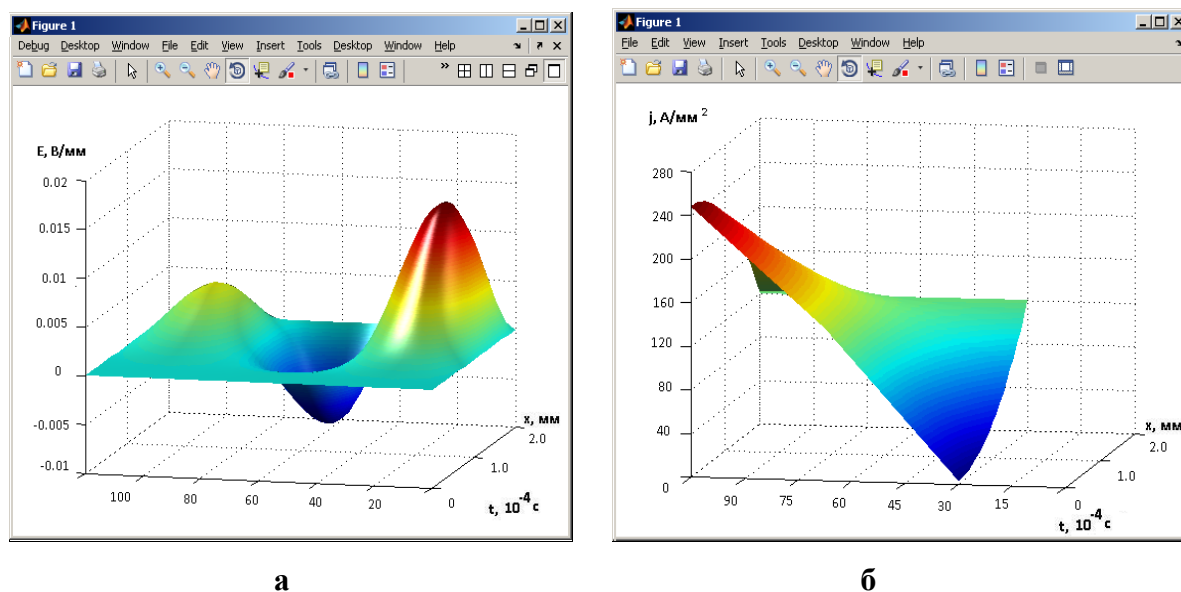 Figure 1
Debug Desktop Window File Edit View Insert Tools Desktop Window Help
E, В/мм
0.02
0.015
0.01
0.005
0
-0.005
-0.01
100 80 60 40 20 0
t, 10⁻⁴ с
x, мм
2.0
1.0
а
Figure 1
File Edit View Insert Tools Desktop Window Help
j, А/мм ²
280
240
200
160
120
80
40
0
90 75 60 45 30 15 0
t, 10⁻⁴ с
x, мм
2.0
1.0
б